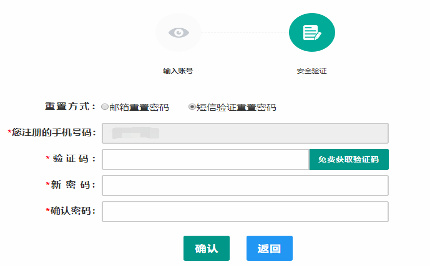 输入账号
安全验证
重置方式： 邮箱重置密码 短信验证重置密码
*您注册的手机号码：
* 验 证 码： 免费获取验证码
* 新 密 码：
*确认密码：
确认 返回